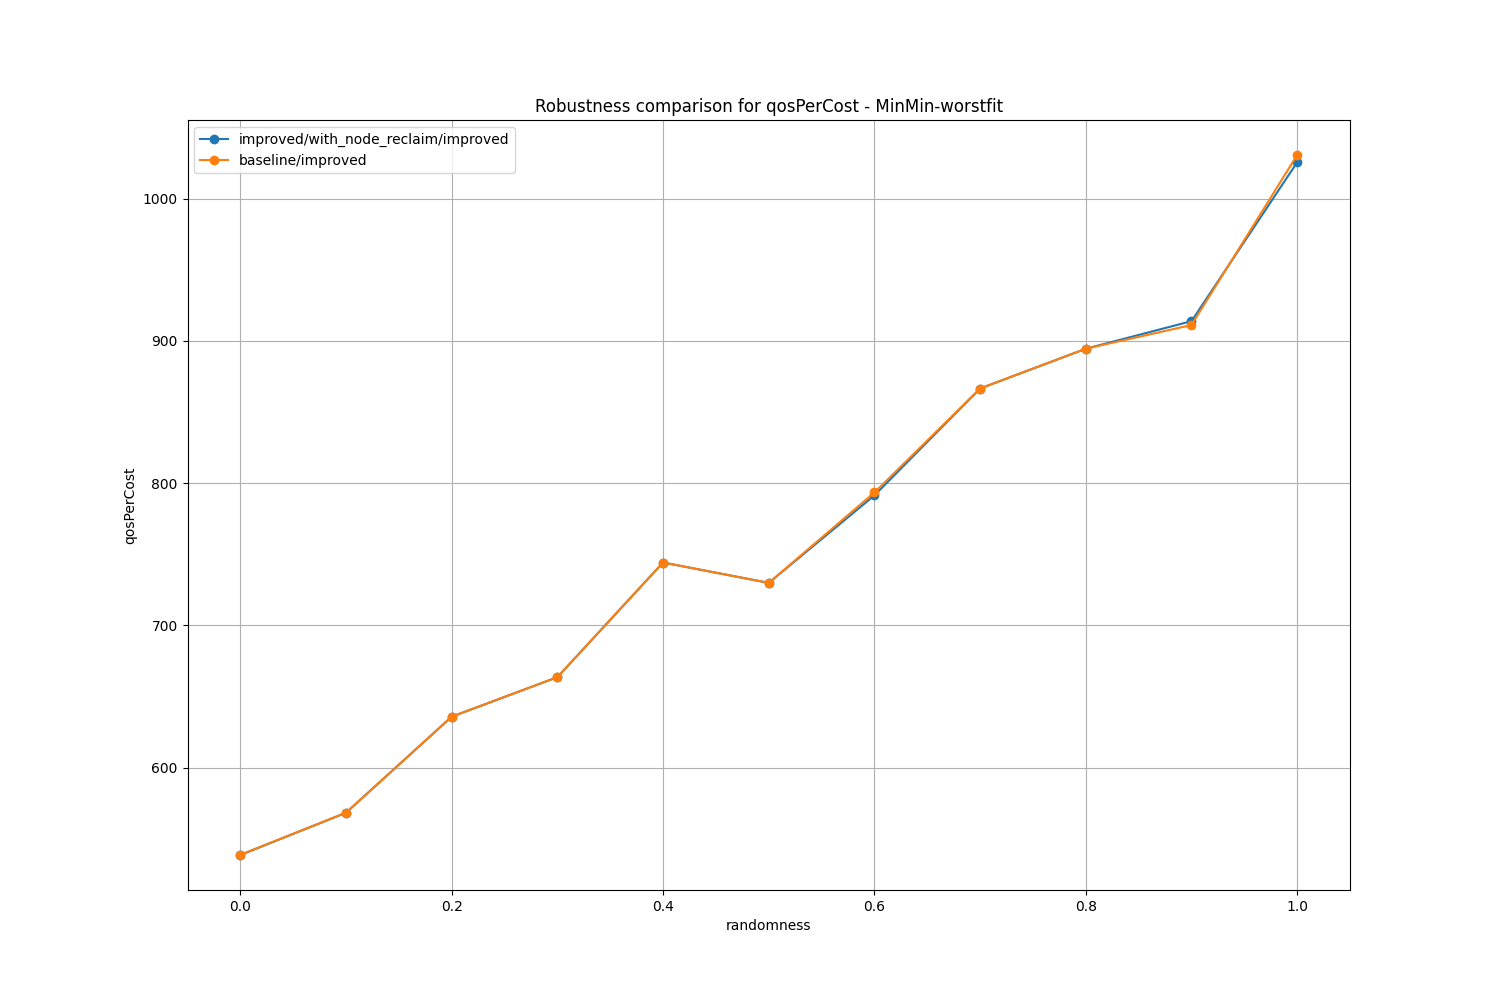 Robustness comparison for qosPerCost - MinMin-worstfit
improved/with_node_reclaim/improved
baseline/improved
1000
900
800
700
600
qosPerCost
0.0
0.2
0.4
0.6
0.8
1.0
randomness